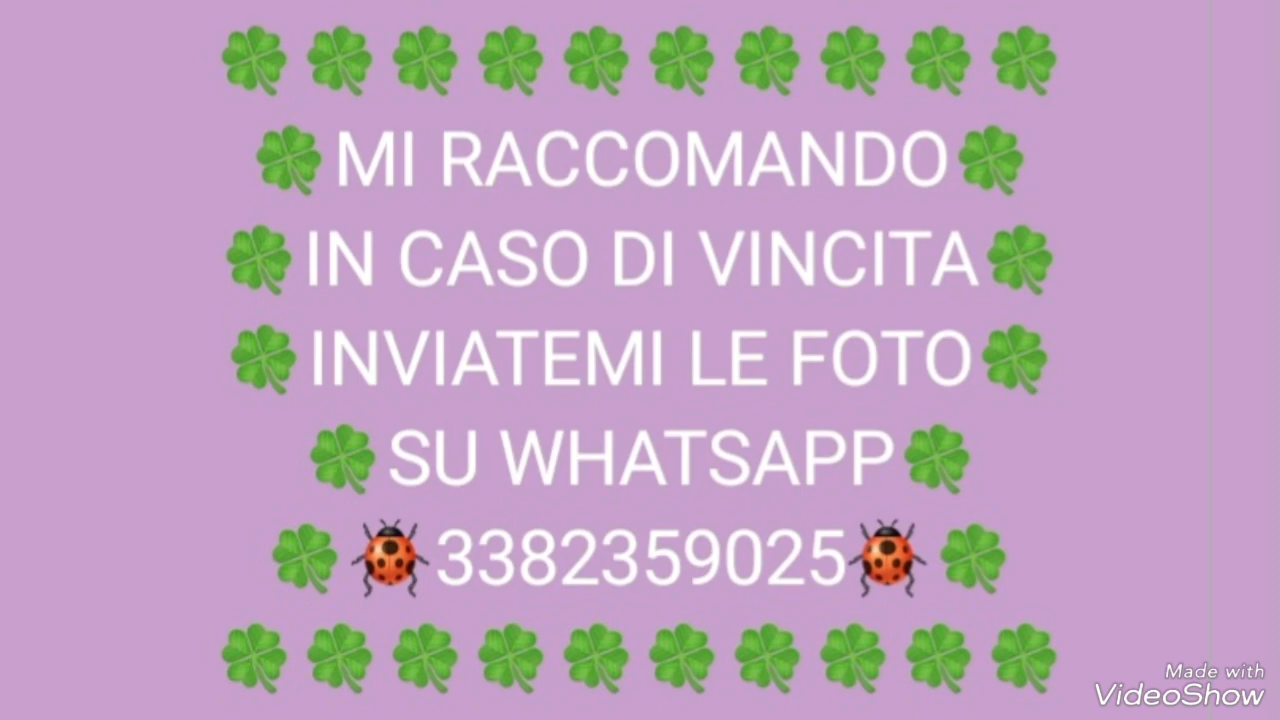 🍀🍀🍀🍀🍀🍀🍀🍀🍀🍀
🍀MI RACCOMANDO🍀
🍀IN CASO DI VINCITA🍀
🍀INVIATEMI LE FOTO🍀
🍀SU WHATSAPP🍀
🍀🐞3382359025🐞🍀
🍀🍀🍀🍀🍀🍀🍀🍀🍀🍀
Made with
VideoShow